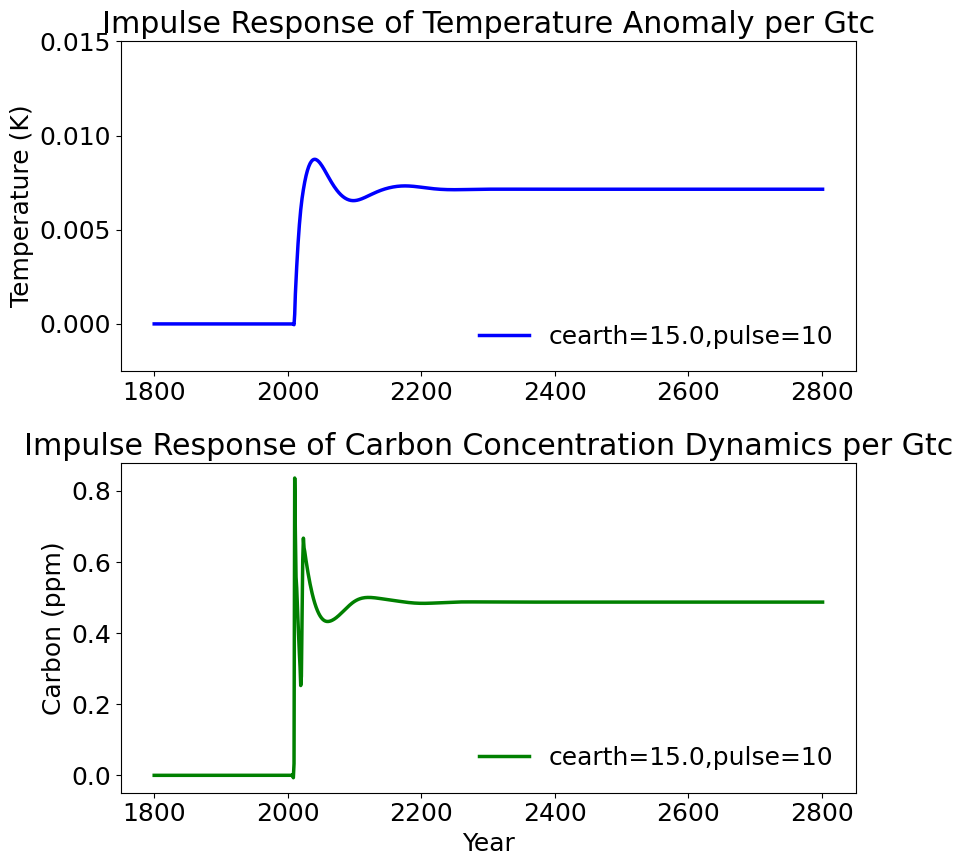 Impulse Response of Temperature Anomaly per Gtc
0.015
0.010
0.005
0.000
Temperature (K)
cearth=15.0,pulse=10
1800 2000 2200 2400 2600 2800
Impulse Response of Carbon Concentration Dynamics per Gtc
0.8
0.6
0.4
0.2
0.0
Carbon (ppm)
cearth=15.0,pulse=10
1800 2000 2200 2400 2600 2800
Year